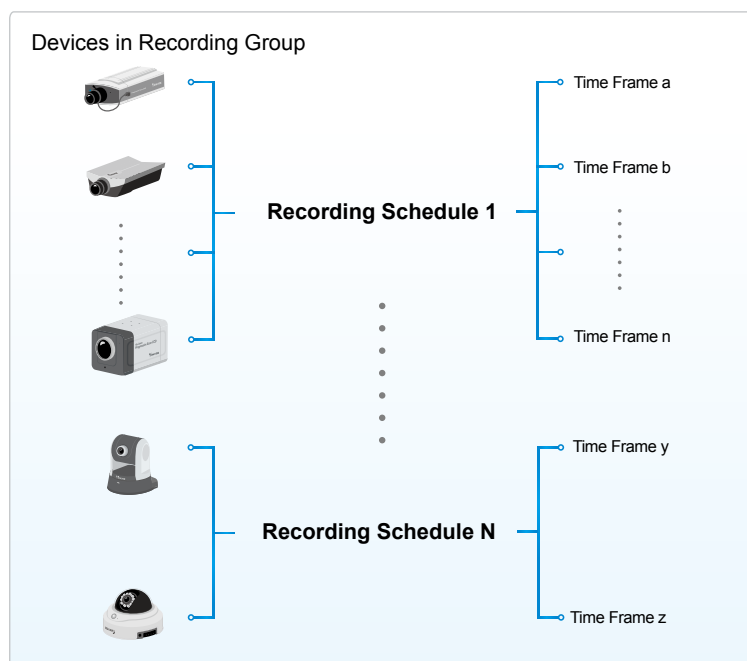 Devices in Recording Group
Time Frame a
Time Frame b
Recording Schedule 1
Time Frame n
Time Frame y
Recording Schedule N
Time Frame z